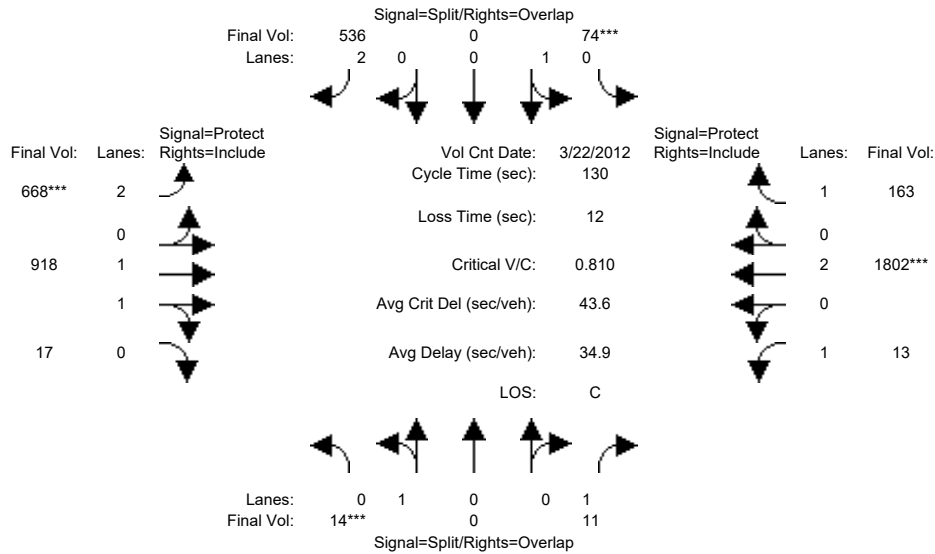 Signal=Split/Rights=Overlap
Final Vol: 536 0 74***
Lanes: 2 0 0 1 0
Signal=Protect Signal=Protect
Final Vol: Lanes: Rights=Include Vol Cnt Date: 3/22/2012 Rights=Include Lanes: Final Vol:
Cycle Time (sec): 130
668*** 2 1 163
Loss Time (sec): 12
0 0
918 1 Critical V/C: 0.810 2 1802***
1 Avg Crit Del (sec/veh): 43.6 0
17 0 Avg Delay (sec/veh): 34.9 1 13
LOS: C
Lanes: 0 1 0 0 1
Final Vol: 14*** 0 11
Signal=Split/Rights=Overlap